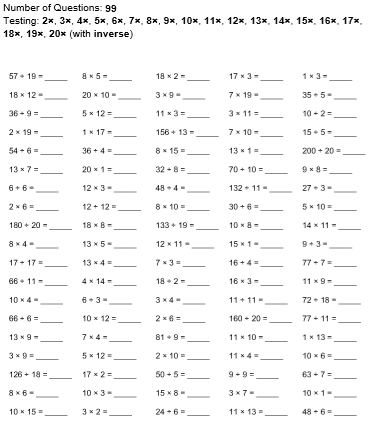 Number of Questions: 99
Testing: 2×, 3×, 4×, 5×, 6×, 7×, 8×, 9×, 10×, 11×, 12×, 13×, 14×, 15×, 16×, 17×,
18×, 19×, 20× (with inverse)
57 ÷ 19 = _____ 8 × 5 = _____ 18 × 2 = _____ 17 × 3 = _____ 1 × 3 = _____
18 × 12 = _____ 20 × 10 = _____ 3 × 9 = _____ 7 × 19 = _____ 35 ÷ 5 = _____
36 ÷ 9 = _____ 5 × 12 = _____ 11 × 3 = _____ 3 × 11 = _____ 10 ÷ 2 = _____
2 × 19 = _____ 1 × 17 = _____ 156 ÷ 13 = _____ 7 × 10 = _____ 15 ÷ 5 = _____
54 ÷ 6 = _____ 36 ÷ 4 = _____ 8 × 15 = _____ 13 × 1 = _____ 200 ÷ 20 = _____
13 × 7 = _____ 20 × 1 = _____ 32 ÷ 8 = _____ 70 ÷ 10 = _____ 9 × 8 = _____
6 ÷ 6 = _____ 12 × 3 = _____ 48 ÷ 4 = _____ 132 ÷ 11 = _____ 27 ÷ 3 = _____
2 × 6 = _____ 12 ÷ 12 = _____ 8 × 10 = _____ 30 ÷ 6 = _____ 5 × 10 = _____
180 ÷ 20 = _____ 18 × 8 = _____ 133 ÷ 19 = _____ 10 × 8 = _____ 14 × 11 = _____
8 × 4 = _____ 13 × 5 = _____ 12 × 11 = _____ 15 × 1 = _____ 9 ÷ 3 = _____
17 ÷ 17 = _____ 13 × 4 = _____ 7 × 3 = _____ 16 ÷ 4 = _____ 77 ÷ 7 = _____
66 ÷ 11 = _____ 4 × 14 = _____ 18 ÷ 2 = _____ 16 × 3 = _____ 11 × 9 = _____
10 × 4 = _____ 6 ÷ 3 = _____ 3 × 4 = _____ 11 ÷ 11 = _____ 72 ÷ 18 = _____
66 ÷ 6 = _____ 10 × 12 = _____ 2 × 6 = _____ 160 ÷ 20 = _____ 77 ÷ 11 = _____
13 × 9 = _____ 7 × 4 = _____ 81 ÷ 9 = _____ 11 × 10 = _____ 1 × 13 = _____
3 × 9 = _____ 5 × 12 = _____ 2 × 10 = _____ 11 × 4 = _____ 10 × 6 = _____
126 ÷ 18 = _____ 17 × 2 = _____ 50 ÷ 5 = _____ 9 ÷ 9 = _____ 63 ÷ 7 = _____
8 × 6 = _____ 10 × 3 = _____ 15 × 8 = _____ 3 × 7 = _____ 10 × 1 = _____
10 × 15 = _____ 3 × 2 = _____ 24 ÷ 6 = _____ 11 × 13 = _____ 48 ÷ 6 = _____